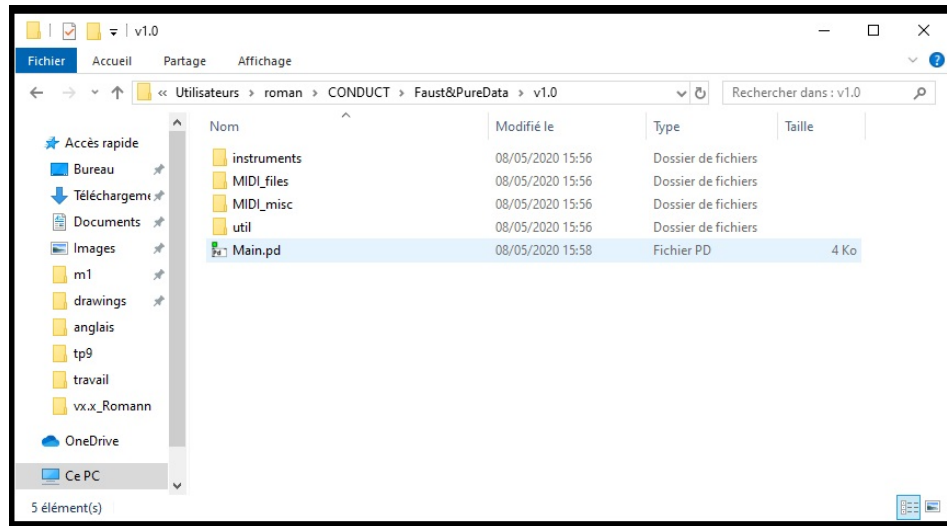 v1.0
Fichier Accueil Partage Affichage
« Utilisateurs > roman > CONDUCT > Faust&PureData > v1.0 Rechercher dans : v1.0
Nom Modifié le Type Taille
Accès rapide
Bureau
Téléchargeme
Documents
Images
m1
drawings
anglais
tp9
travail
vx.x_Romann
OneDrive
Ce PC
instruments 08/05/2020 15:56 Dossier de fichiers
MIDI_files 08/05/2020 15:56 Dossier de fichiers
MIDI_misc 08/05/2020 15:56 Dossier de fichiers
util 08/05/2020 15:56 Dossier de fichiers
Main.pd 08/05/2020 15:58 Fichier PD 4 Ko
5 élément(s)